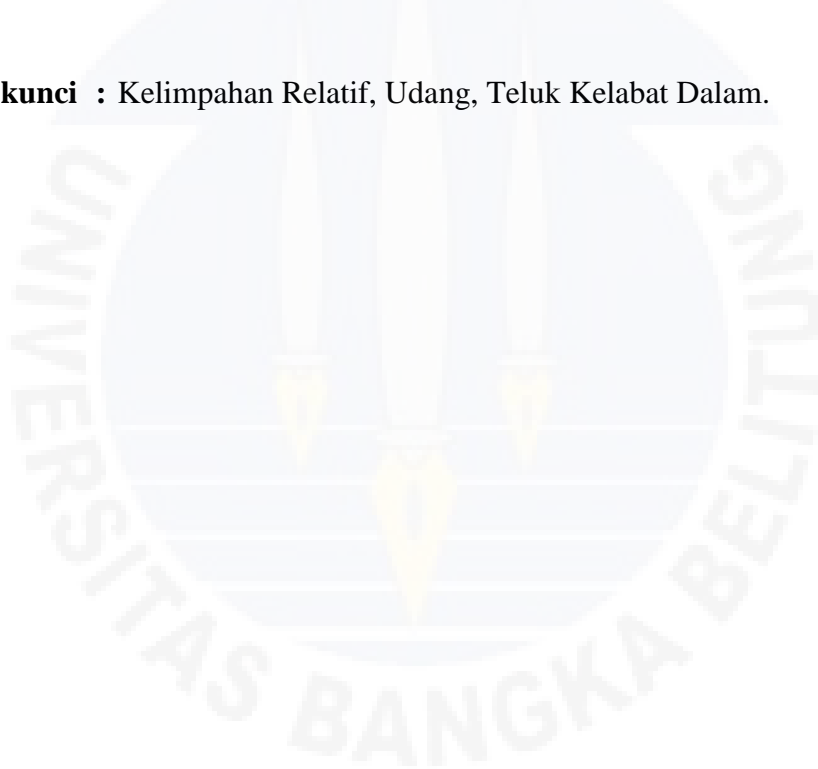 kunci : Kelimpahan Relatif, Udang, Teluk Kelabat Dalam.
UNIVERSITAS BANGKA BELITUNG